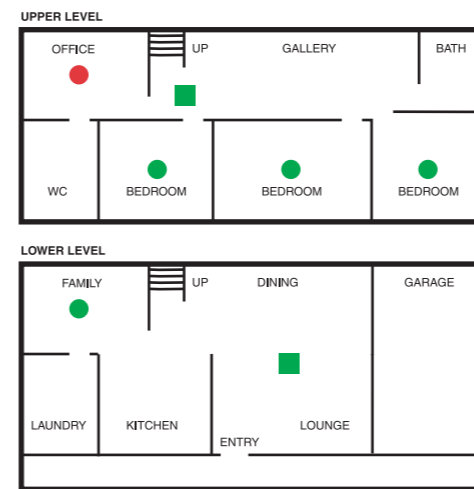 UPPER LEVEL
OFFICE UP GALLERY BATH
WC BEDROOM BEDROOM BEDROOM
LOWER LEVEL
FAMILY UP DINING GARAGE
LAUNDRY KITCHEN LOUNGE
ENTRY